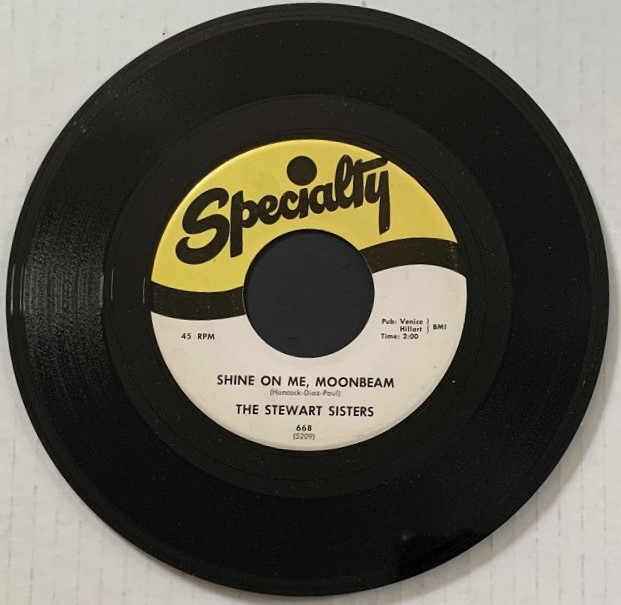 Specialty
45 RPM
Pub: Venice } BMI
Hillart
Time: 2:00
SHINE ON ME, MOONBEAM
(Hancock-Diaz-Paul)
THE STEWART SISTERS
668
(5209)